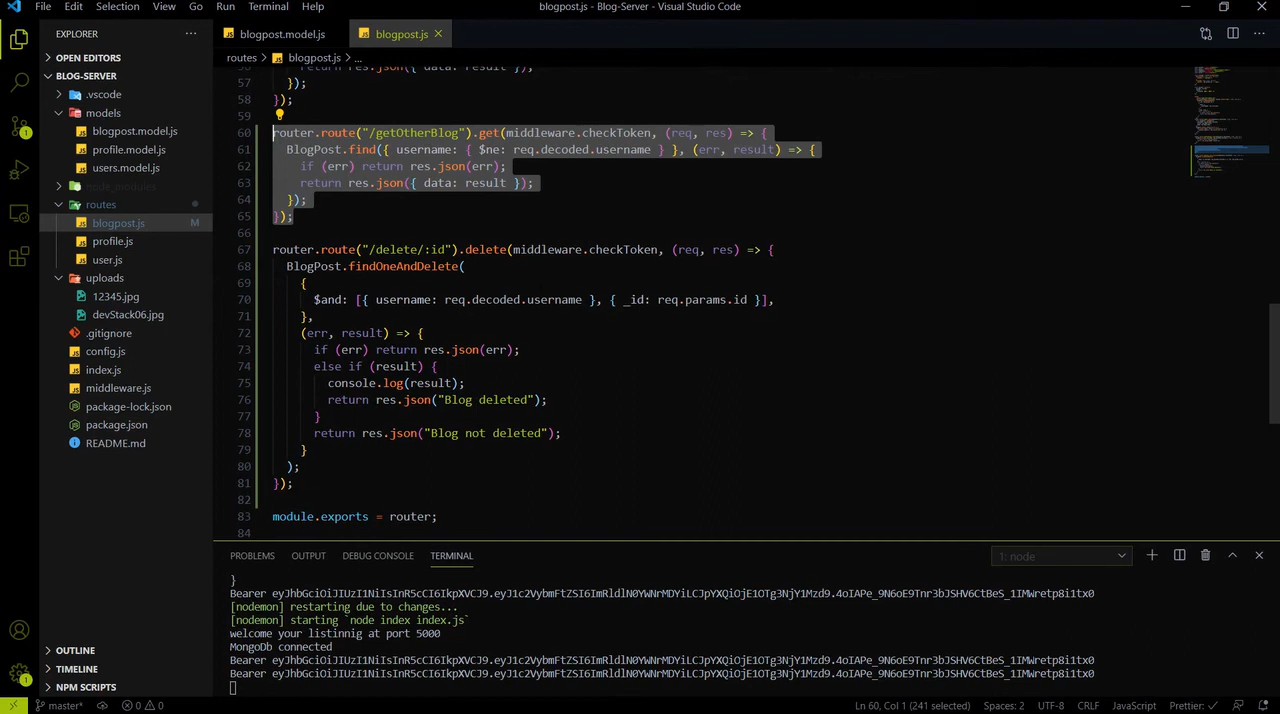 File Edit Selection View Go Run Terminal Help
blogpost.js - Blog-Server - Visual Studio Code
EXPLORER
OPEN EDITORS
BLOG-SERVER
.vscode
models
blogpost.model.js
profile.model.js
users.model.js
node_modules
routes
blogpost.js M
profile.js
user.js
uploads
12345.jpg
devStack06.jpg
.gitignore
config.js
index.js
middleware.js
package-lock.json
package.json
README.md
OUTLINE
TIMELINE
NPM SCRIPTS
blogpost.model.js
blogpost.js
routes > blogpost.js > ...
return res.json({ data: result });
57 });
58 });
59
60 router.route("/getOtherBlog").get(middleware.checkToken, (req, res) => {
61 BlogPost.find({ username: { $ne: req.decoded.username } }, (err, result) => {
62 if (err) return res.json(err);
63 return res.json({ data: result });
64 });
65 });
66
67 router.route("/delete/:id").delete(middleware.checkToken, (req, res) => {
68 BlogPost.findOneAndDelete(
69 {
70 $and: [{ username: req.decoded.username }, { _id: req.params.id }],
71 },
72 (err, result) => {
73 if (err) return res.json(err);
74 else if (result) {
75 console.log(result);
76 return res.json("Blog deleted");
77 }
78 return res.json("Blog not deleted");
79 }
80 );
81 });
82
83 module.exports = router;
84
PROBLEMS OUTPUT DEBUG CONSOLE TERMINAL
1: node
}
[nodemon] restarting due to changes...
[nodemon] starting `node index index.js`
welcome your listinnig at port 5000
MongoDb connected
Bearer
Bearer
master*
0 0
Ln 60, Col 1 (241 selected) Spaces: 2 UTF-8 CRLF JavaScript Prettier: ✓